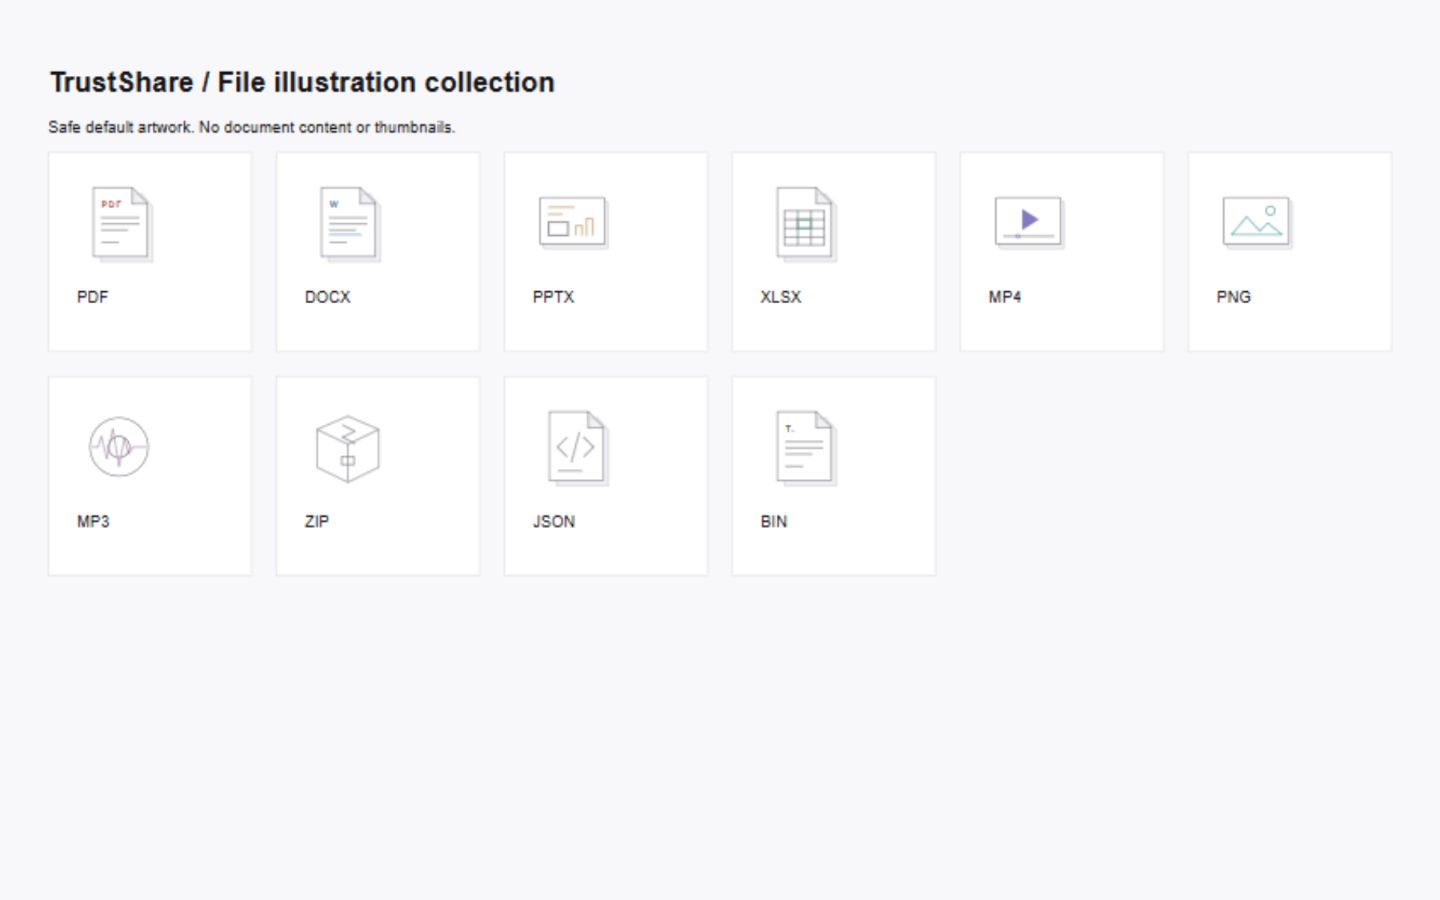 TrustShare / File illustration collection
Safe default artwork. No document content or thumbnails.
PDF
W
PDF
DOCX
PPTX
XLSX
MP4
PNG
T.
MP3
ZIP
JSON
BIN